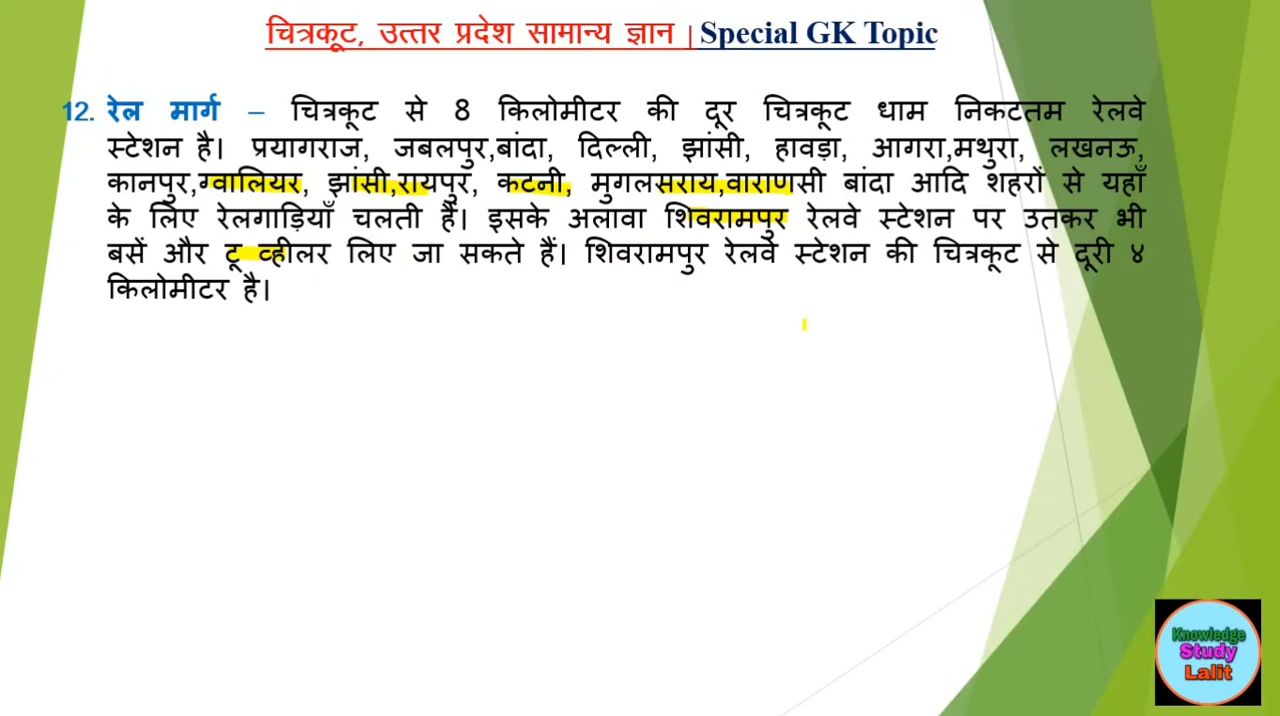 चित्रकूट, उत्तर प्रदेश सामान्य ज्ञान | Special GK Topic
12. रेल मार्ग – चित्रकूट से 8 किलोमीटर की दूर चित्रकूट धाम निकटतम रेलवे
स्टेशन है। प्रयागराज, जबलपुर,बांदा, दिल्ली, झांसी, हावड़ा, आगरा,मथुरा, लखनऊ,
कानपुर,ग्वालियर, झांसी,रायपुर, कटनी, मुगलसराय,वाराणसी बांदा आदि शहरों से यहाँ
के लिए रेलगाड़ियाँ चलती हैं। इसके अलावा शिवरामपुर रेलवे स्टेशन पर उतकर भी
बसें और टू व्हीलर लिए जा सकते हैं। शिवरामपुर रेलवे स्टेशन की चित्रकूट से दूरी ४
किलोमीटर है।
Knowledge
Study
Lalit